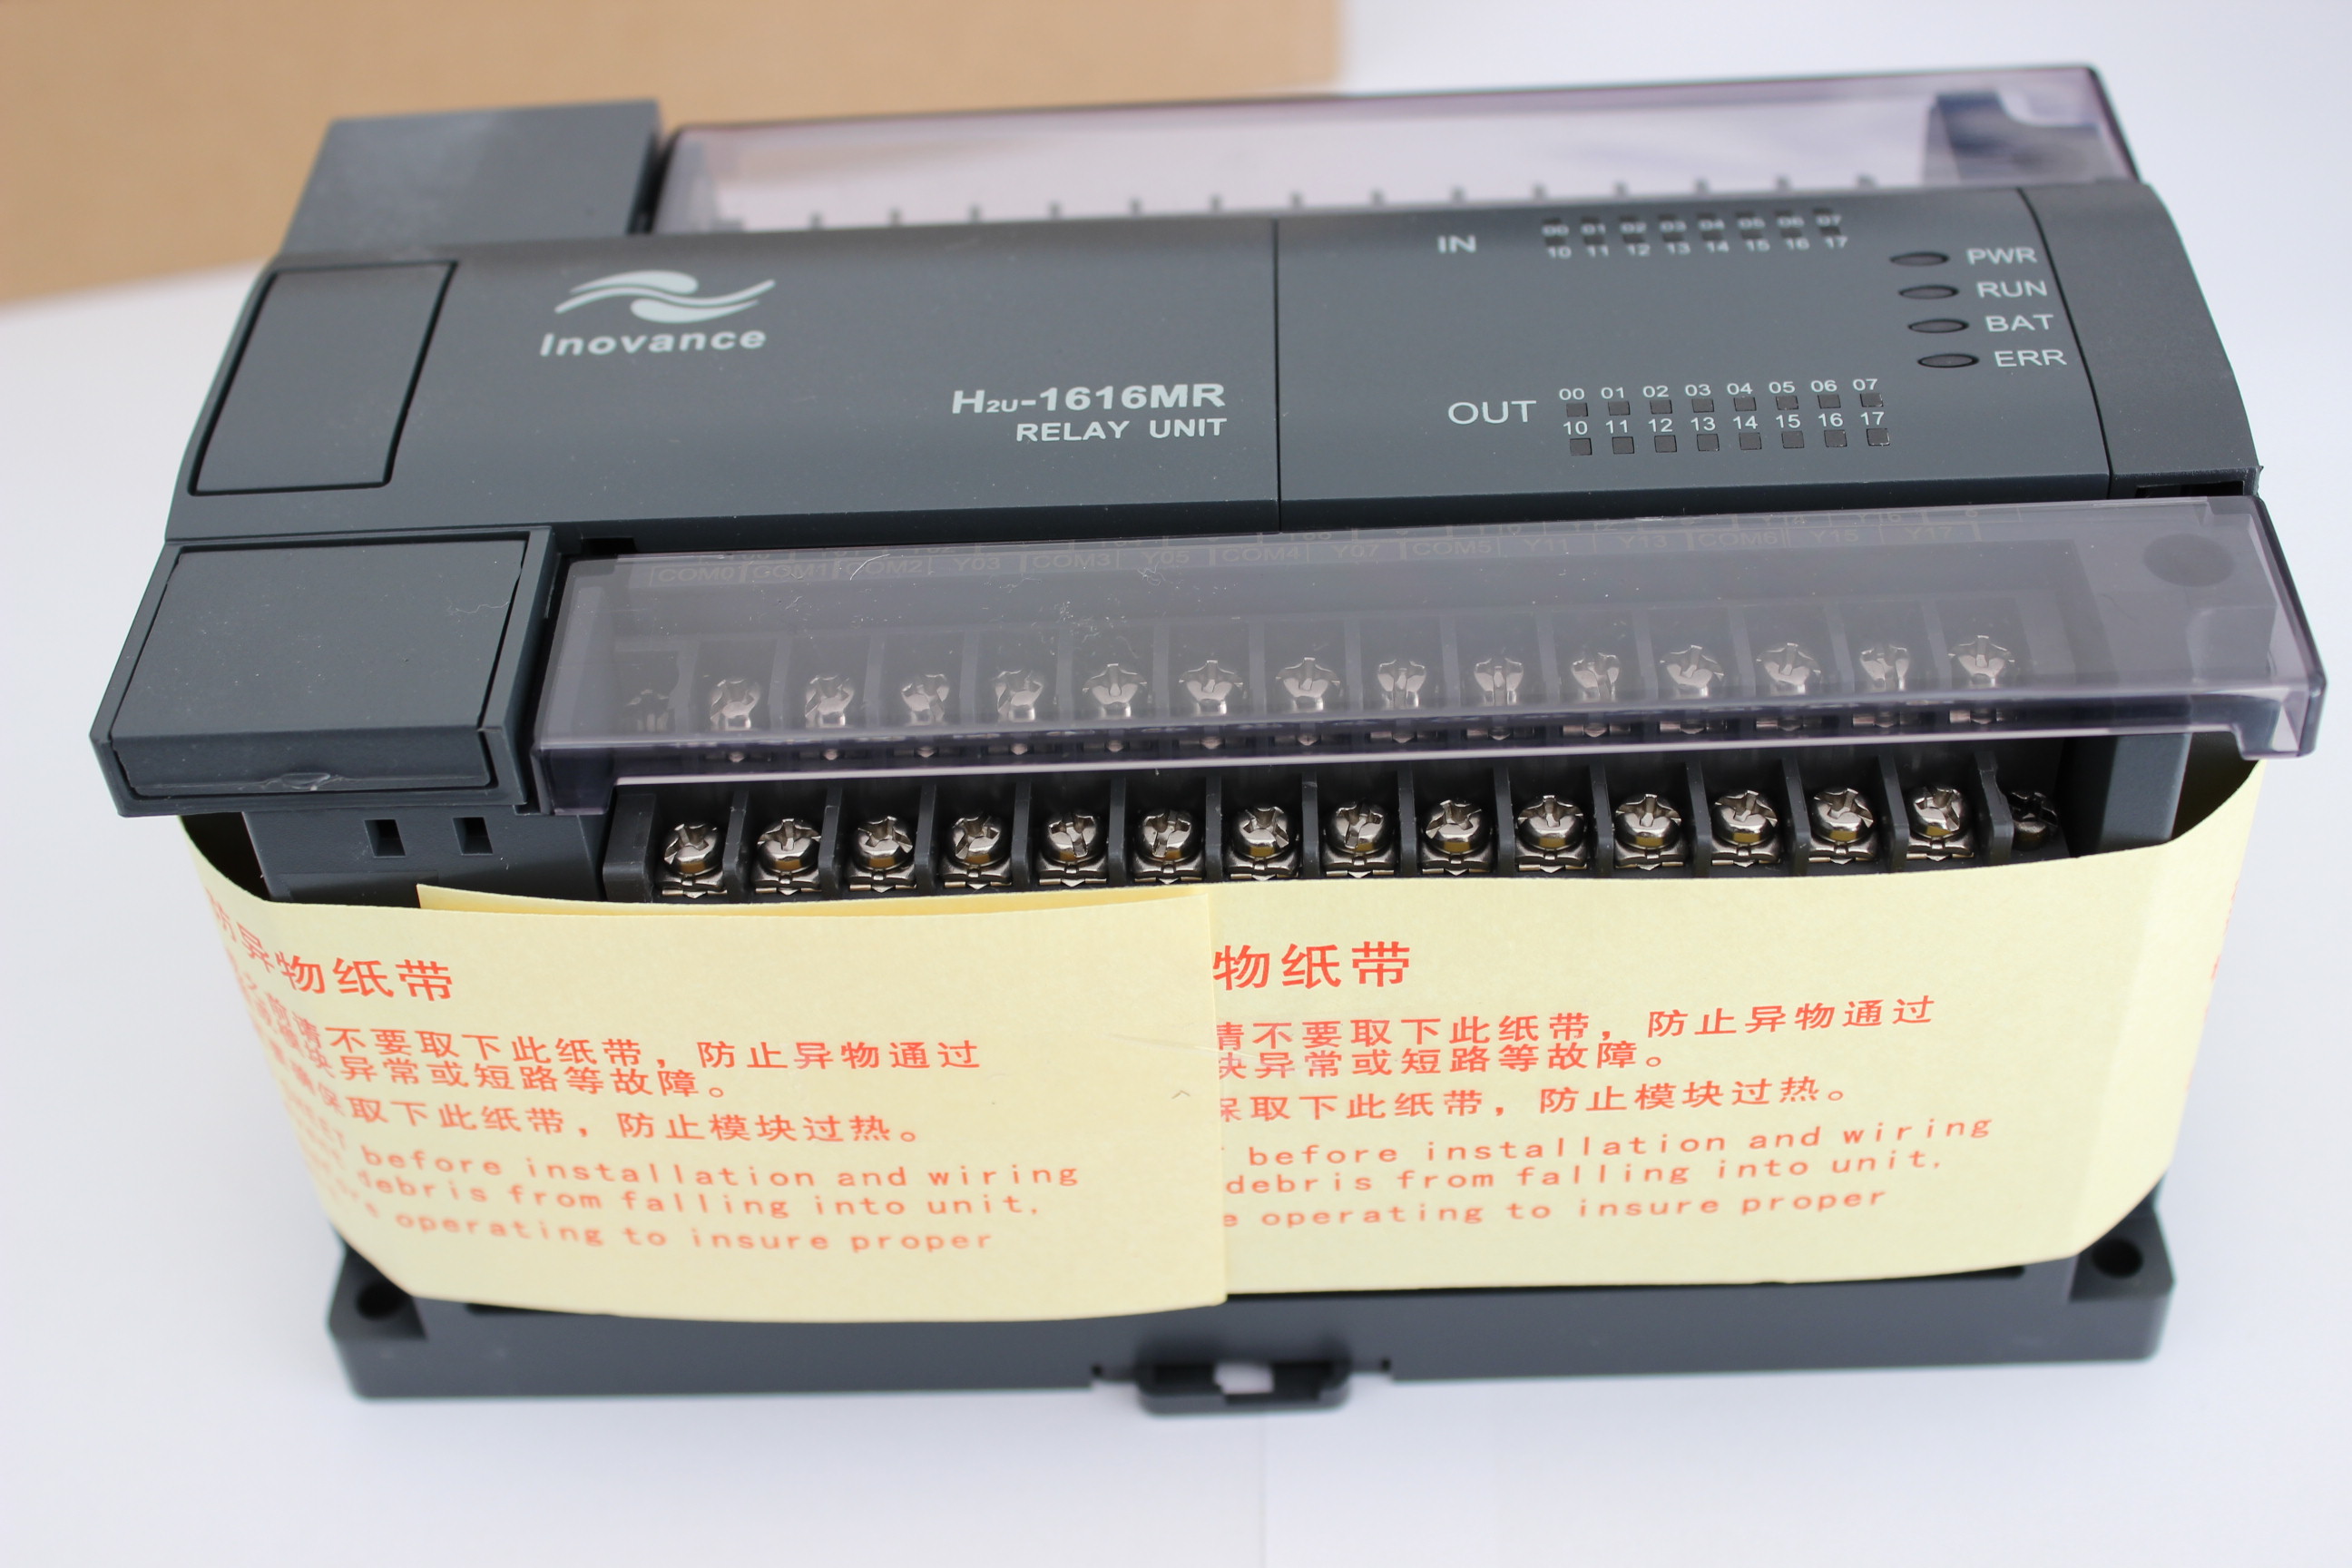 IN
00 01 02 03 04 05 06 07
10 11 12 13 14 15 16 17
PWR
RUN
BAT
ERR
Inovance
H2U-1616MR
RELAY UNIT
OUT
00 01 02 03 04 05 06 07
10 11 12 13 14 15 16 17
COM0 COM1 COM2 Y03 COM3 Y05 COM4 Y07 COM5 Y11 Y13 COM6 Y15 Y17
防异物纸带
请不要取下此纸带，防止异物通过
块异常或短路等故障。
确保取下此纸带，防止模块过热。
before installation and wiring
debris from falling into unit.
operating to insure proper
物纸带
请不要取下此纸带，防止异物通过
块异常或短路等故障。
保取下此纸带，防止模块过热。
before installation and wiring
debris from falling into unit.
e operating to insure proper